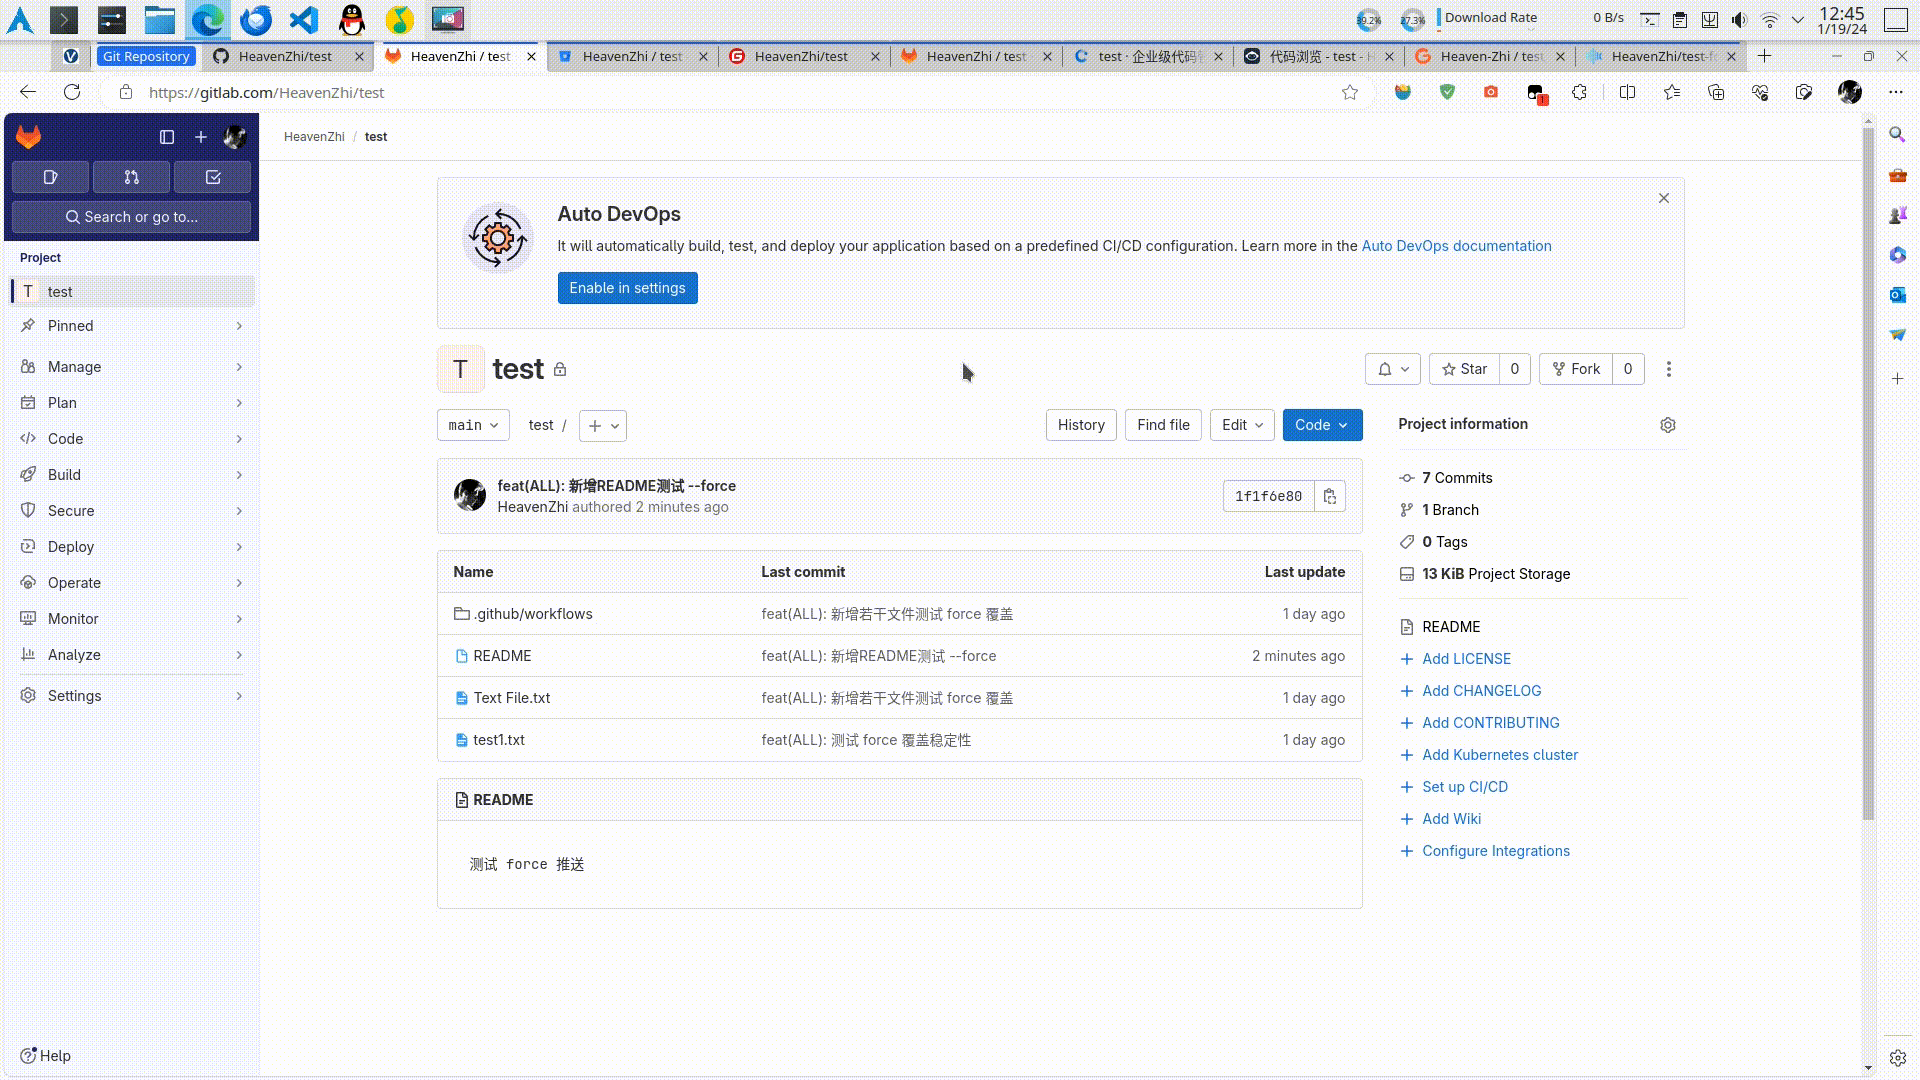 39.2%
27.3%
Download Rate
0 B/s
12:45
1/19/24
Git Repository
HeavenZhi/test
HeavenZhi / test
HeavenZhi / test
HeavenZhi/test
HeavenZhi / test
test · 企业级代码
代码浏览 - test - H
Heaven-Zhi / test
HeavenZhi/test-fo
https://gitlab.com/HeavenZhi/test
1
HeavenZhi / test
Search or go to...
Project
T test
Pinned
Manage
Plan
Code
Build
Secure
Deploy
Operate
Monitor
Analyze
Settings
Help
Auto DevOps
It will automatically build, test, and deploy your application based on a predefined CI/CD configuration. Learn more in the Auto DevOps documentation
Enable in settings
T test
Star 0
Fork 0
main
test /
History
Find file
Edit
Code
feat(ALL): 新增README测试 --force
HeavenZhi authored 2 minutes ago
1f1f6e80
Name Last commit Last update
.github/workflows feat(ALL): 新增若干文件测试 force 覆盖 1 day ago
README feat(ALL): 新增README测试 --force 2 minutes ago
Text File.txt feat(ALL): 新增若干文件测试 force 覆盖 1 day ago
test1.txt feat(ALL): 测试 force 覆盖稳定性 1 day ago
README
测试 force 推送
Project information
7 Commits
1 Branch
0 Tags
13 KiB Project Storage
README
Add LICENSE
Add CHANGELOG
Add CONTRIBUTING
Add Kubernetes cluster
Set up CI/CD
Add Wiki
Configure Integrations